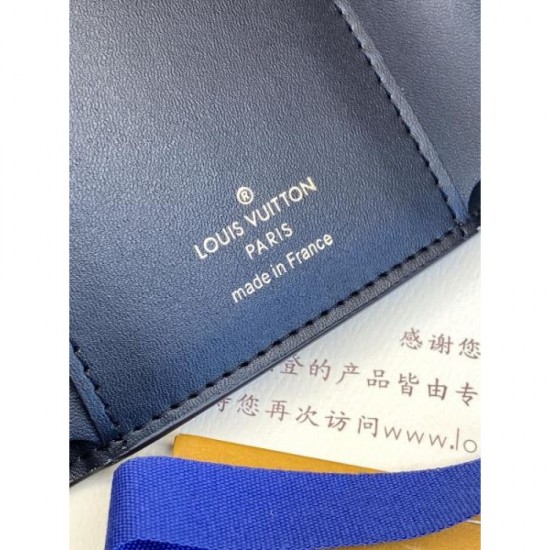 ®
LOUIS VUITTON
PARIS
made in France
感谢您
登的产品皆由专
您再次访问www.lo